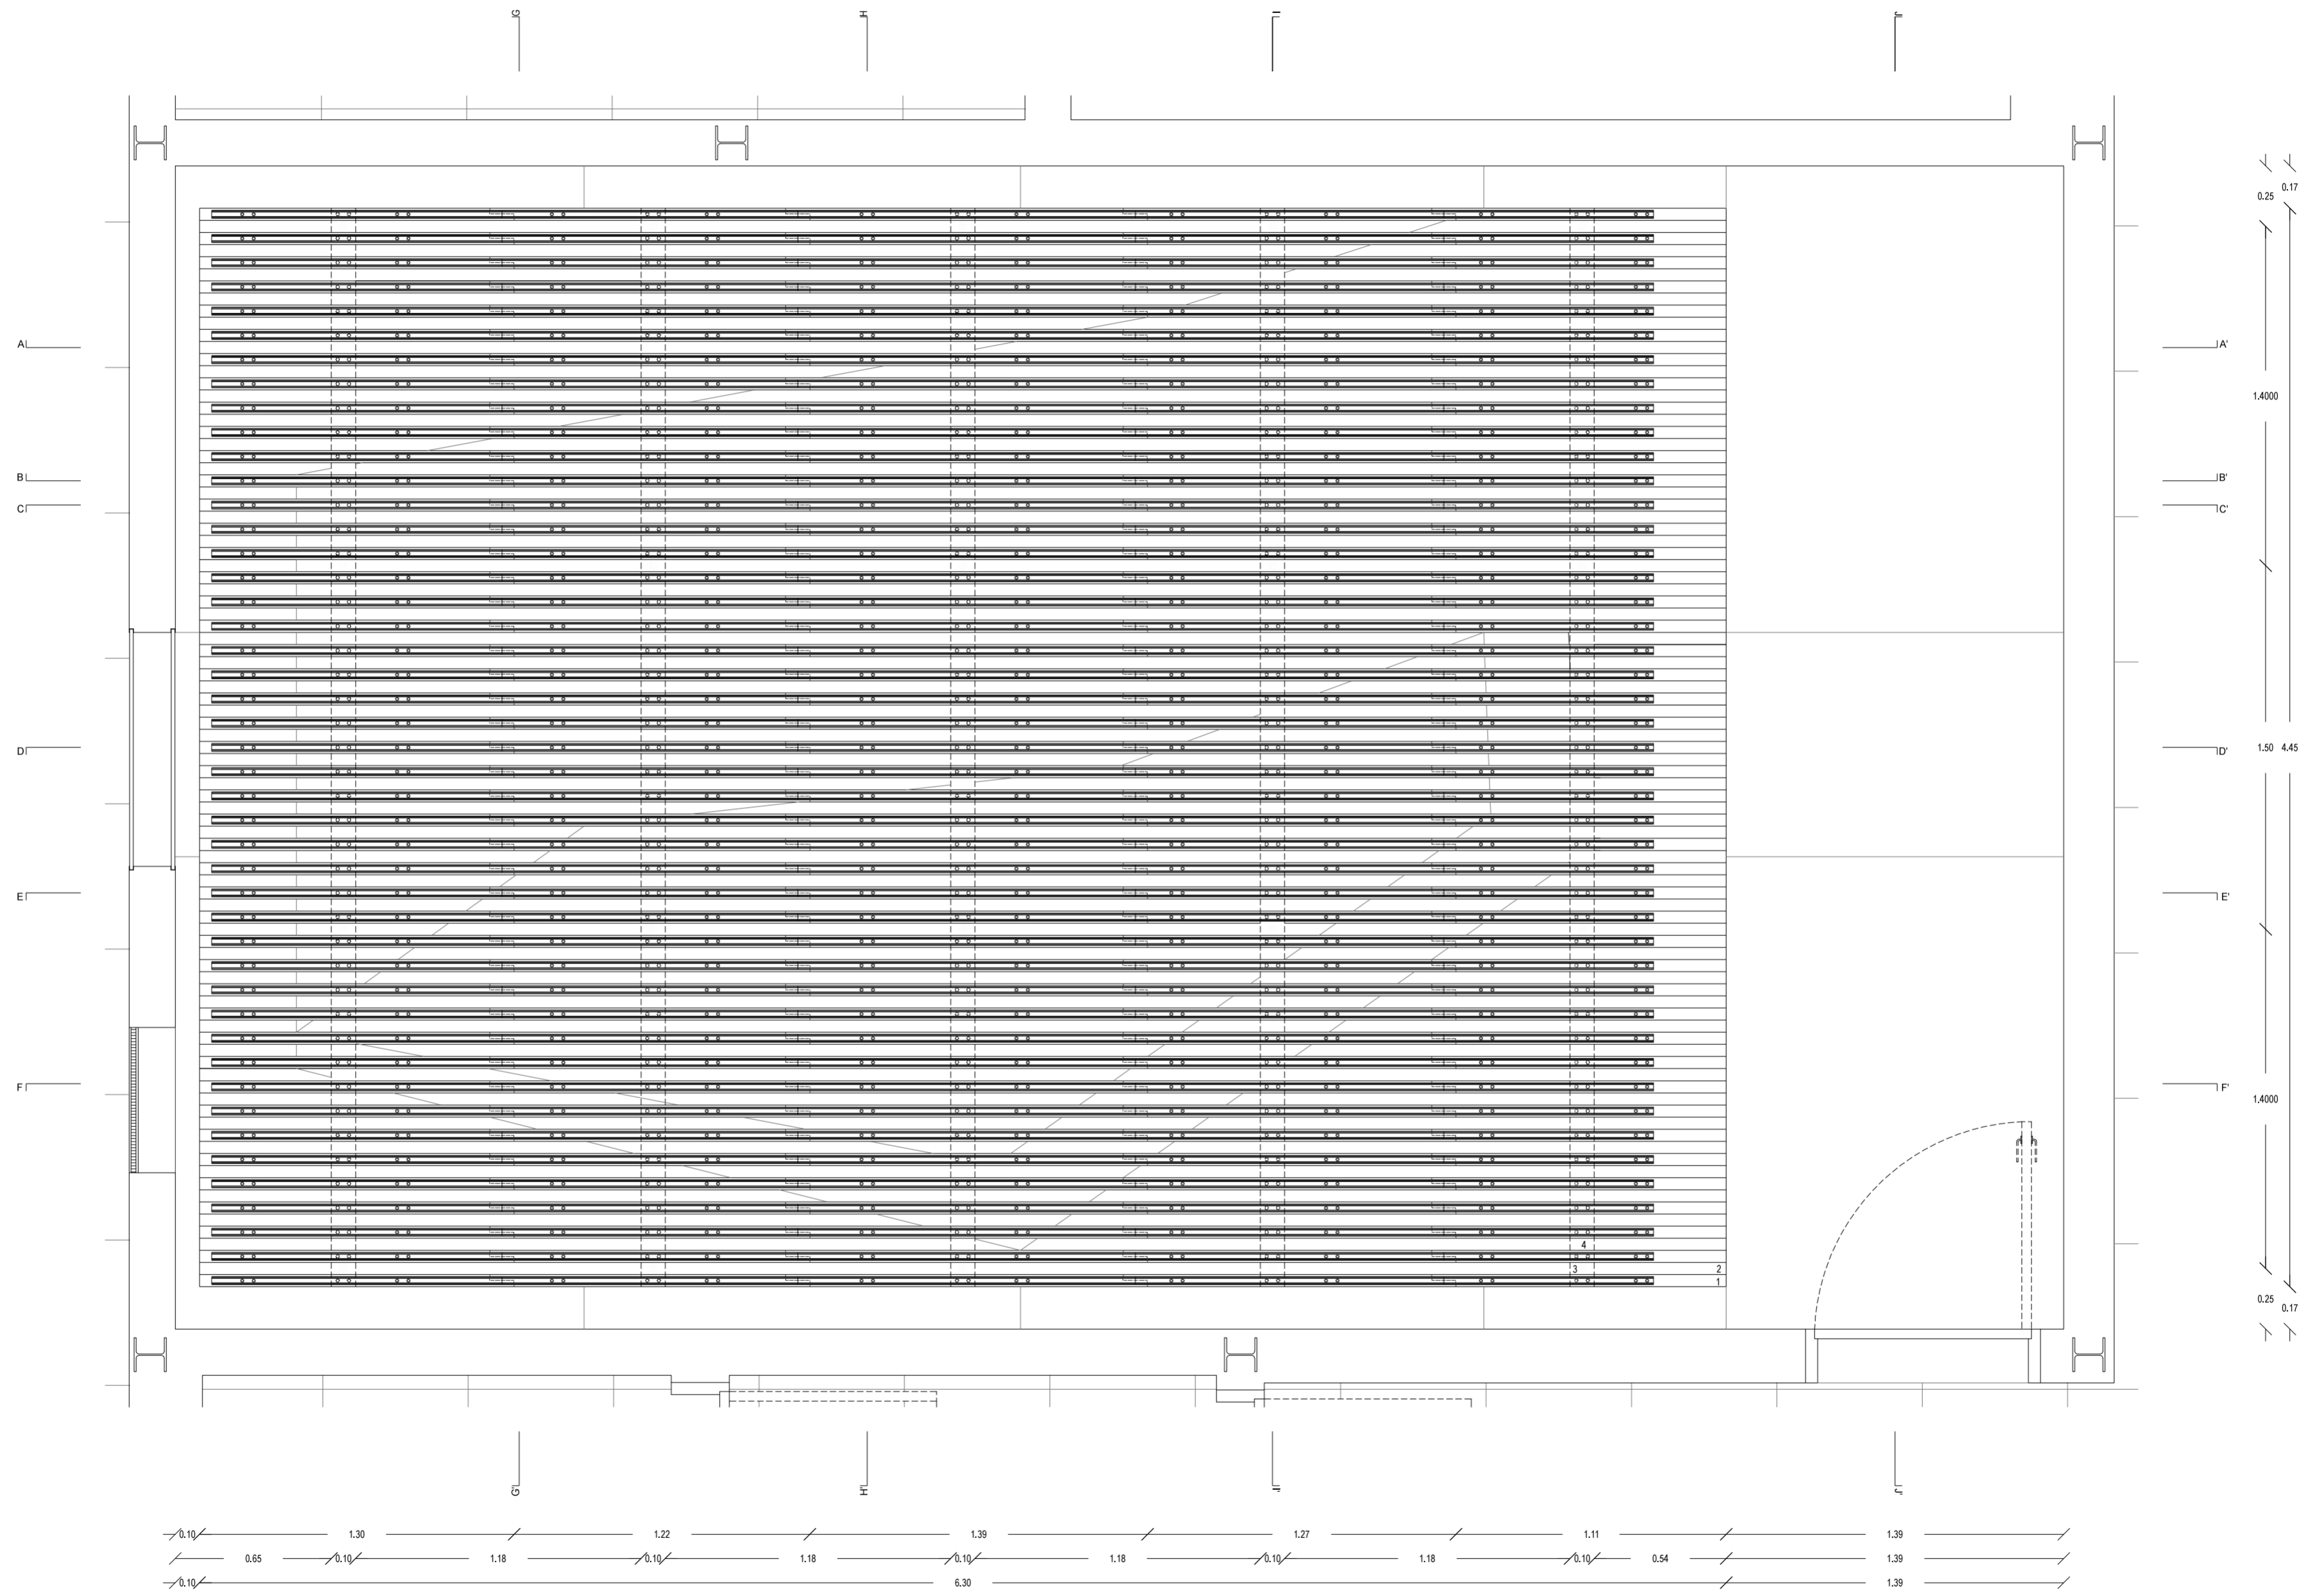 G H I J
0.17
0.25
A A'
1.4000
B B'
C C'
D D' 1.50 4.45
E E'
F F'
1.4000
4
3 2
1
0.25
0.17
G' H' I' J'
0.10 1.30 1.22 1.39 1.27 1.11 1.39
0.65 0.10 1.18 0.10 1.18 0.10 1.18 0.10 1.18 0.10 0.54 1.39
0.10 6.30 1.39